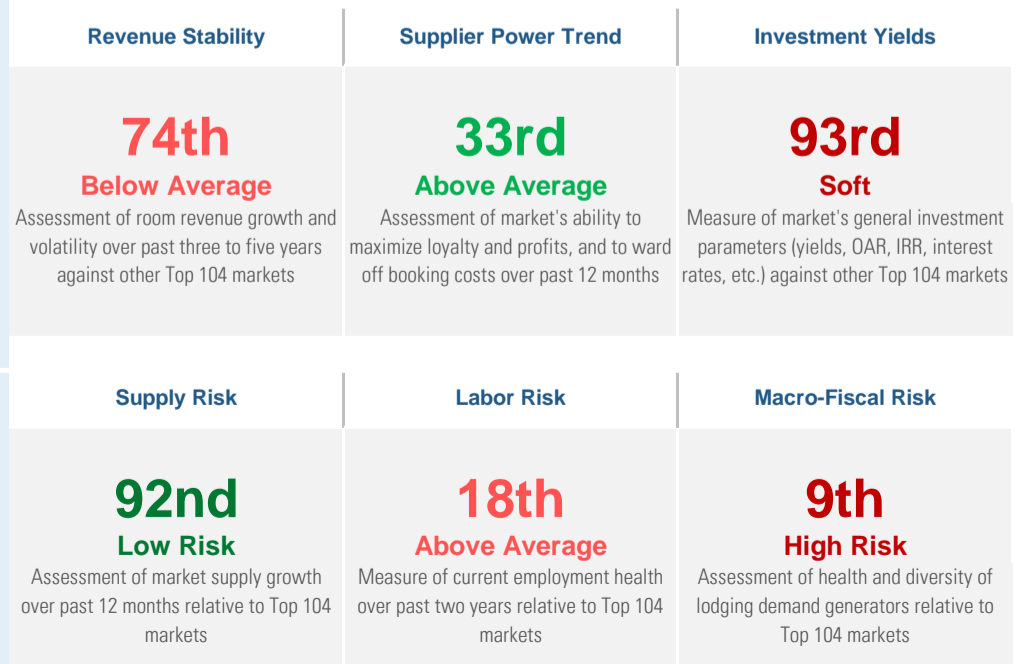 Revenue Stability
Supplier Power Trend
Investment Yields
74th
Below Average
Assessment of room revenue growth and
volatility over past three to five years
against other Top 104 markets
33rd
Above Average
Assessment of market's ability to
maximize loyalty and profits, and to ward
off booking costs over past 12 months
93rd
Soft
Measure of market's general investment
parameters (yields, OAR, IRR, interest
rates, etc.) against other Top 104 markets
Supply Risk
Labor Risk
Macro-Fiscal Risk
92nd
Low Risk
Assessment of market supply growth
over past 12 months relative to Top 104
markets
18th
Above Average
Measure of current employment health
over past two years relative to Top 104
markets
9th
High Risk
Assessment of health and diversity of
lodging demand generators relative to
Top 104 markets